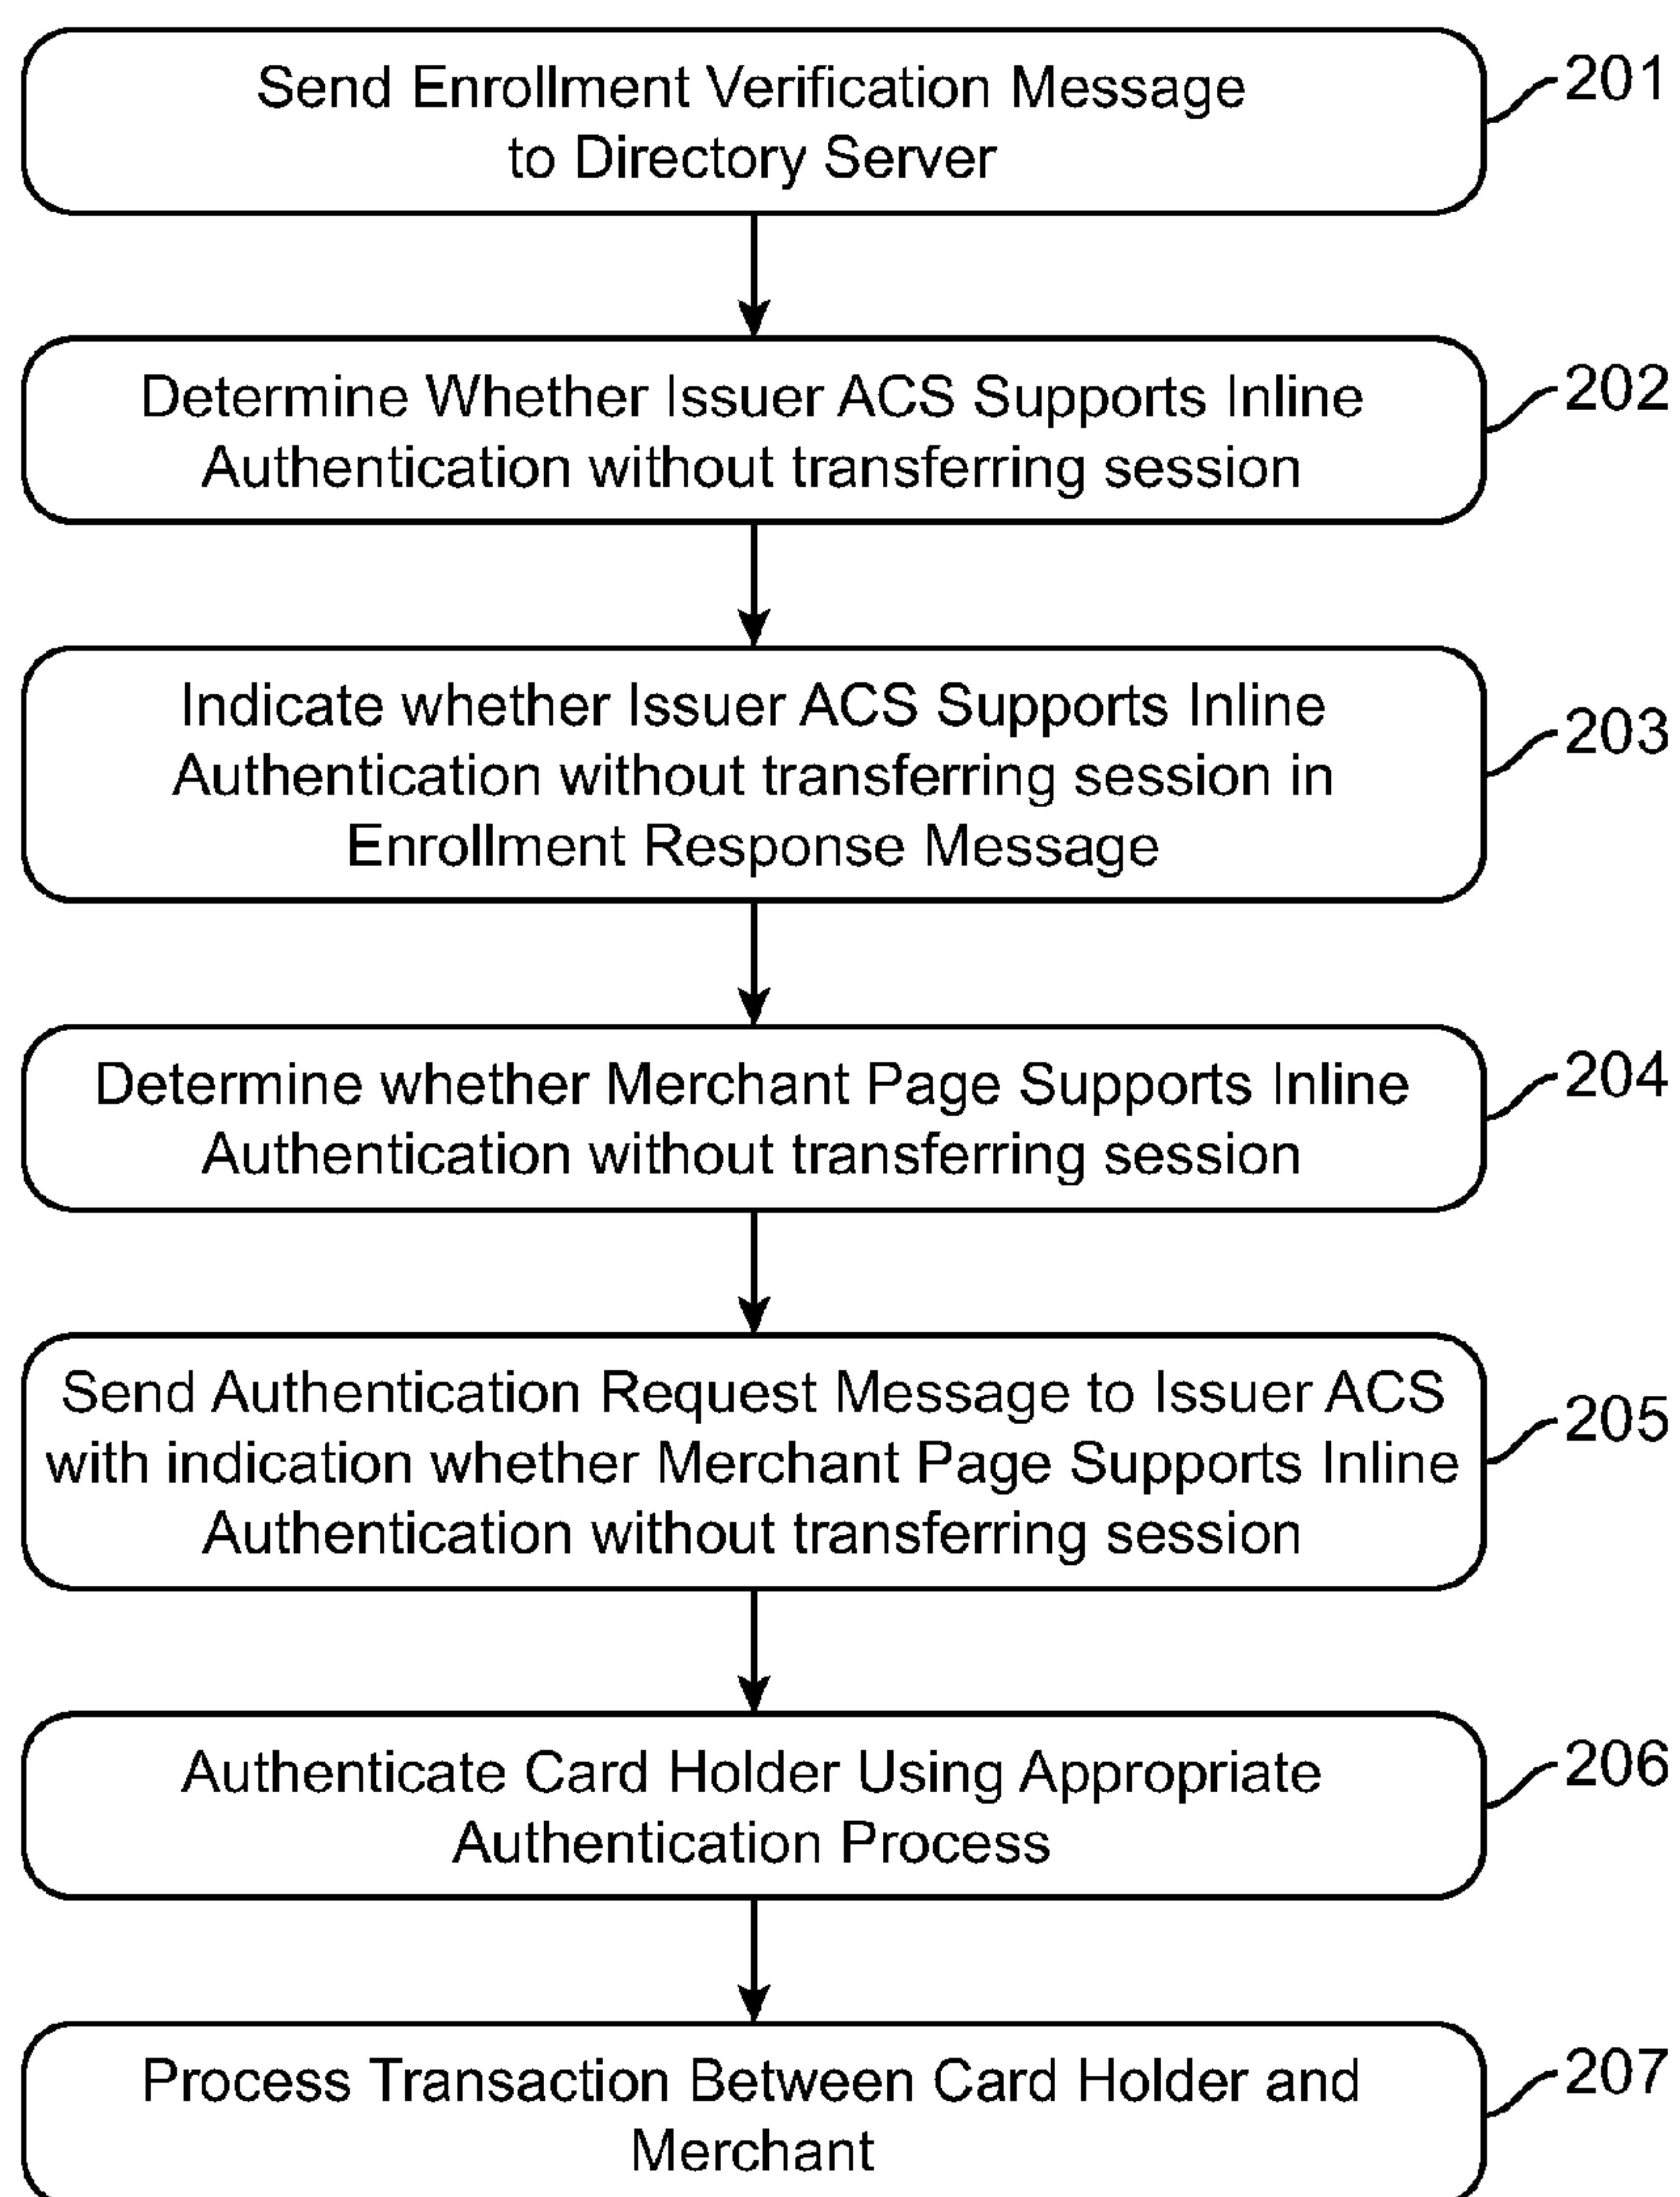 Send Enrollment Verification Message
to Directory Server
201
Determine Whether Issuer ACS Supports Inline
Authentication without transferring session
202
Indicate whether Issuer ACS Supports Inline
Authentication without transferring session in
Enrollment Response Message
203
Determine whether Merchant Page Supports Inline
Authentication without transferring session
204
Send Authentication Request Message to Issuer ACS
with indication whether Merchant Page Supports Inline
Authentication without transferring session
205
Authenticate Card Holder Using Appropriate
Authentication Process
206
Process Transaction Between Card Holder and
Merchant
207